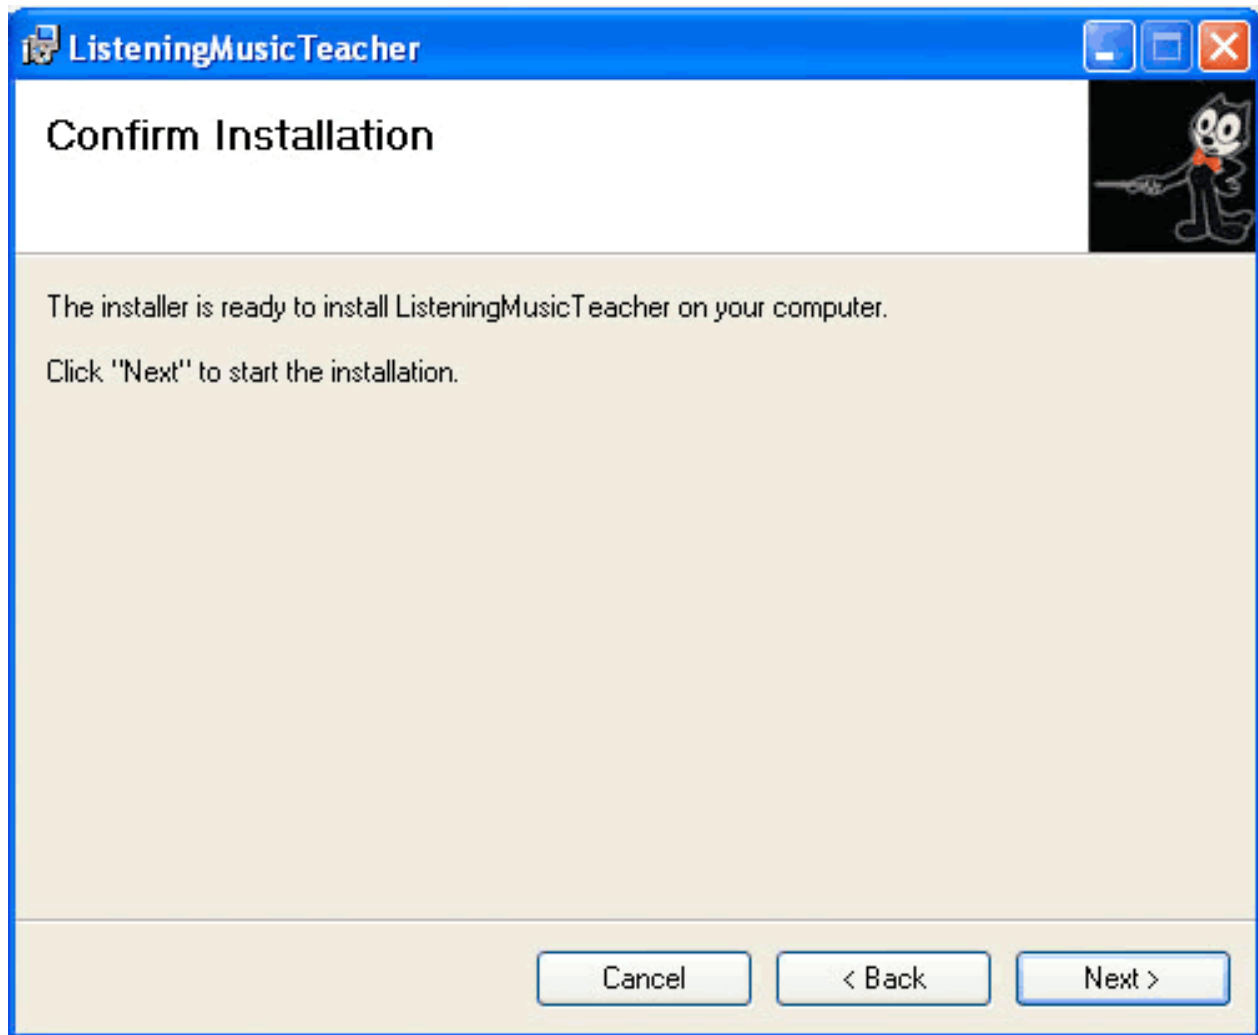 ListeningMusicTeacher
Confirm Installation
The installer is ready to install ListeningMusicTeacher on your computer.
Click "Next" to start the installation.
Cancel
< Back
Next >